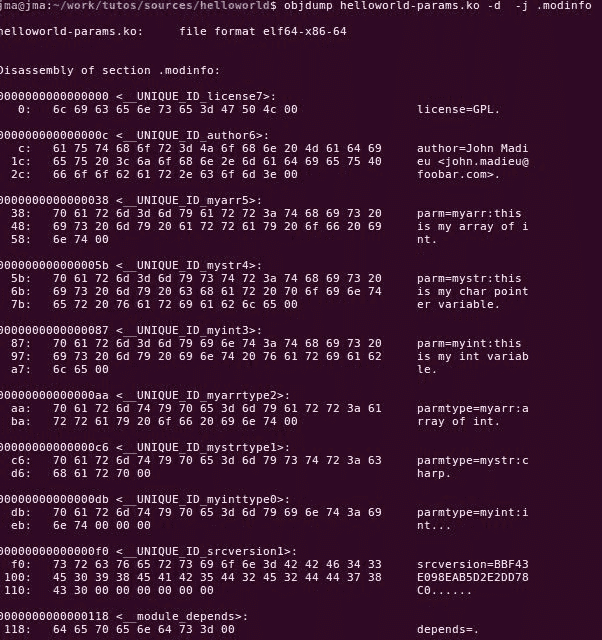 jma@jma:~/work/tutos/sources/helloworld$ objdump helloworld-params.ko -d  -j .modinfo
helloworld-params.ko:     file format elf64-x86-64
Disassembly of section .modinfo:
0000000000000000 <__UNIQUE_ID_license7>:
   0:   6c 69 63 65 6e 73 65 3d 47 50 4c 00                 license=GPL.
000000000000000c <__UNIQUE_ID_author6>:
   c:   61 75 74 68 6f 72 3d 4a 6f 68 6e 20 4d 61 64 69     author=John Madi
  1c:   65 75 20 3c 6a 6f 68 6e 2e 6d 61 64 69 65 75 40     eu <john.madieu@
  2c:   66 6f 6f 62 61 72 2e 63 6f 6d 3e 00                 foobar.com>.
0000000000000038 <__UNIQUE_ID_myarr5>:
  38:   70 61 72 6d 3d 6d 79 61 72 72 3a 74 68 69 73 20     parm=myarr:this
  48:   69 73 20 6d 79 20 61 72 72 61 79 20 6f 66 20 69     is my array of i
  58:   6e 74 00                                            nt.
000000000000005b <__UNIQUE_ID_mystr4>:
  5b:   70 61 72 6d 3d 6d 79 73 74 72 3a 74 68 69 73 20     parm=mystr:this
  6b:   69 73 20 6d 79 20 63 68 61 72 20 70 6f 69 6e 74     is my char point
  7b:   65 72 20 76 61 72 69 61 62 6c 65 00                 er variable.
0000000000000087 <__UNIQUE_ID_myint3>:
  87:   70 61 72 6d 3d 6d 79 69 6e 74 3a 74 68 69 73 20     parm=myint:this
  97:   69 73 20 6d 79 20 69 6e 74 20 76 61 72 69 61 62     is my int variab
  a7:   6c 65 00                                            le.
00000000000000aa <__UNIQUE_ID_myarrtype2>:
  aa:   70 61 72 6d 74 79 70 65 3d 6d 79 61 72 72 3a 61     parmtype=myarr:a
  ba:   72 72 61 79 20 6f 66 20 69 6e 74 00                 rray of int.
00000000000000c6 <__UNIQUE_ID_mystrtype1>:
  c6:   70 61 72 6d 74 79 70 65 3d 6d 79 73 74 72 3a 63     parmtype=mystr:c
  d6:   68 61 72 70 00                                      harp.
00000000000000db <__UNIQUE_ID_myinttype0>:
  db:   70 61 72 6d 74 79 70 65 3d 6d 79 69 6e 74 3a 69     parmtype=myint:i
  eb:   6e 74 00 00 00                                      nt...
00000000000000f0 <__UNIQUE_ID_srcversion1>:
  f0:   73 72 63 76 65 72 73 69 6f 6e 3d 42 42 46 34 33     srcversion=BBF43
 100:   45 30 39 38 45 41 42 35 44 32 45 32 44 44 37 38     E098EAB5D2E2DD78
 110:   43 30 00 00 00 00 00 00                             C0......
0000000000000118 <__module_depends>:
 118:   64 65 70 65 6e 64 73 3d 00                          depends=.